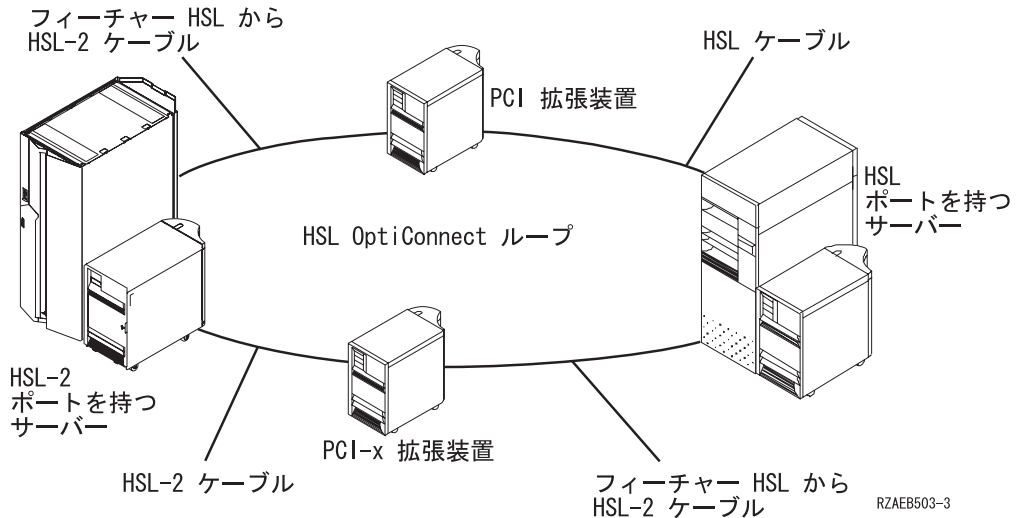 フィーチャー HSL から
HSL-2 ケーブル
HSL ケーブル
PCI 拡張装置
HSL
ポートを持つ
サーバー
HSL OptiConnect ループ
HSL-2
ポートを持つ
サーバー
PCI-x 拡張装置
HSL-2 ケーブル
フィーチャー HSL から
HSL-2 ケーブル
RZAEB503-3